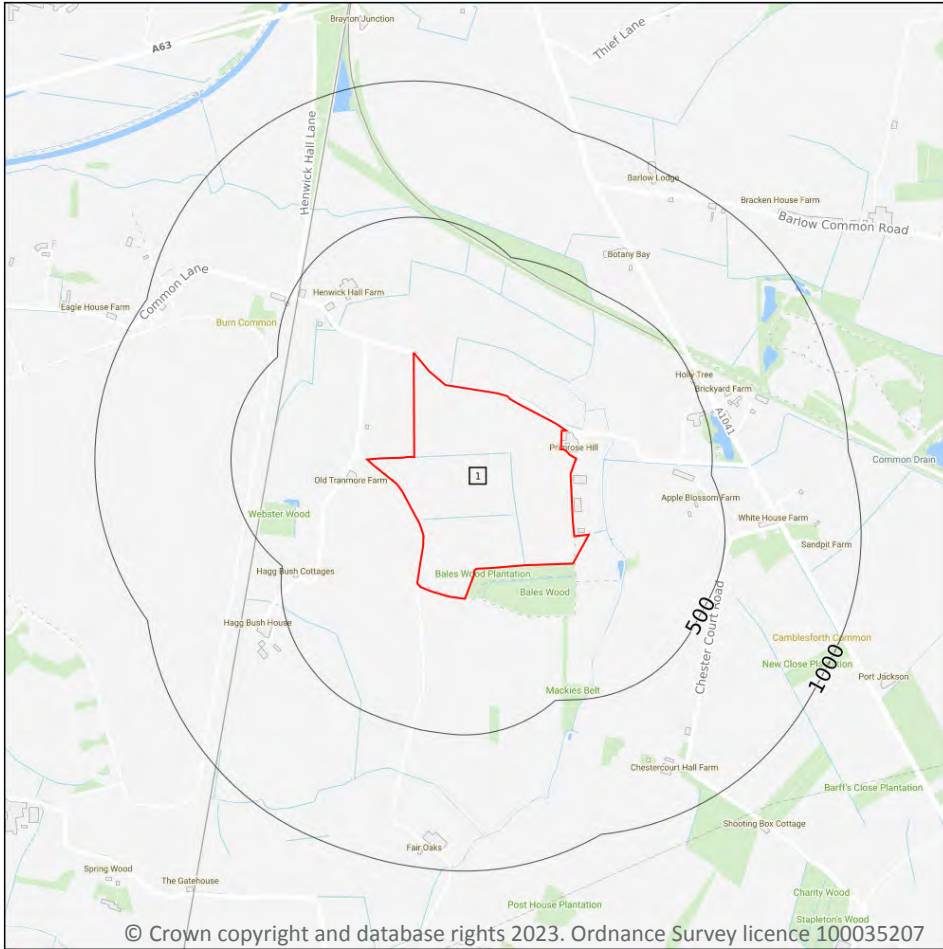 Brayton Junction
A63
Thief Lane
Henwick Hall Lane
Barlow Lodge
Bracken House Farm
Barlow Common Road
Botany Bay
Common Lane
Henwick Hall Farm
Eagle House Farm
Burn Common
Holly Tree
Brickyard Farm
A1041
Primrose Hill
Common Drain
1
Old Tranmore Farm
Apple Blossom Farm
Webster Wood
White House Farm
Sandpit Farm
Hagg Bush Cottages
Bales Wood Plantation
Bales Wood
500
Hagg Bush House
Chester Court Road
Camblesforth Common
New Close Plantation
1000
Port Jackson
Mackies Belt
Chestercourt Hall Farm
Barff's Close Plantation
Shooting Box Cottage
Fair Oaks
Spring Wood
The Gatehouse
Charity Wood
Post House Plantation
Stapleton's Wood
© Crown copyright and database rights 2023. Ordnance Survey licence 100035207